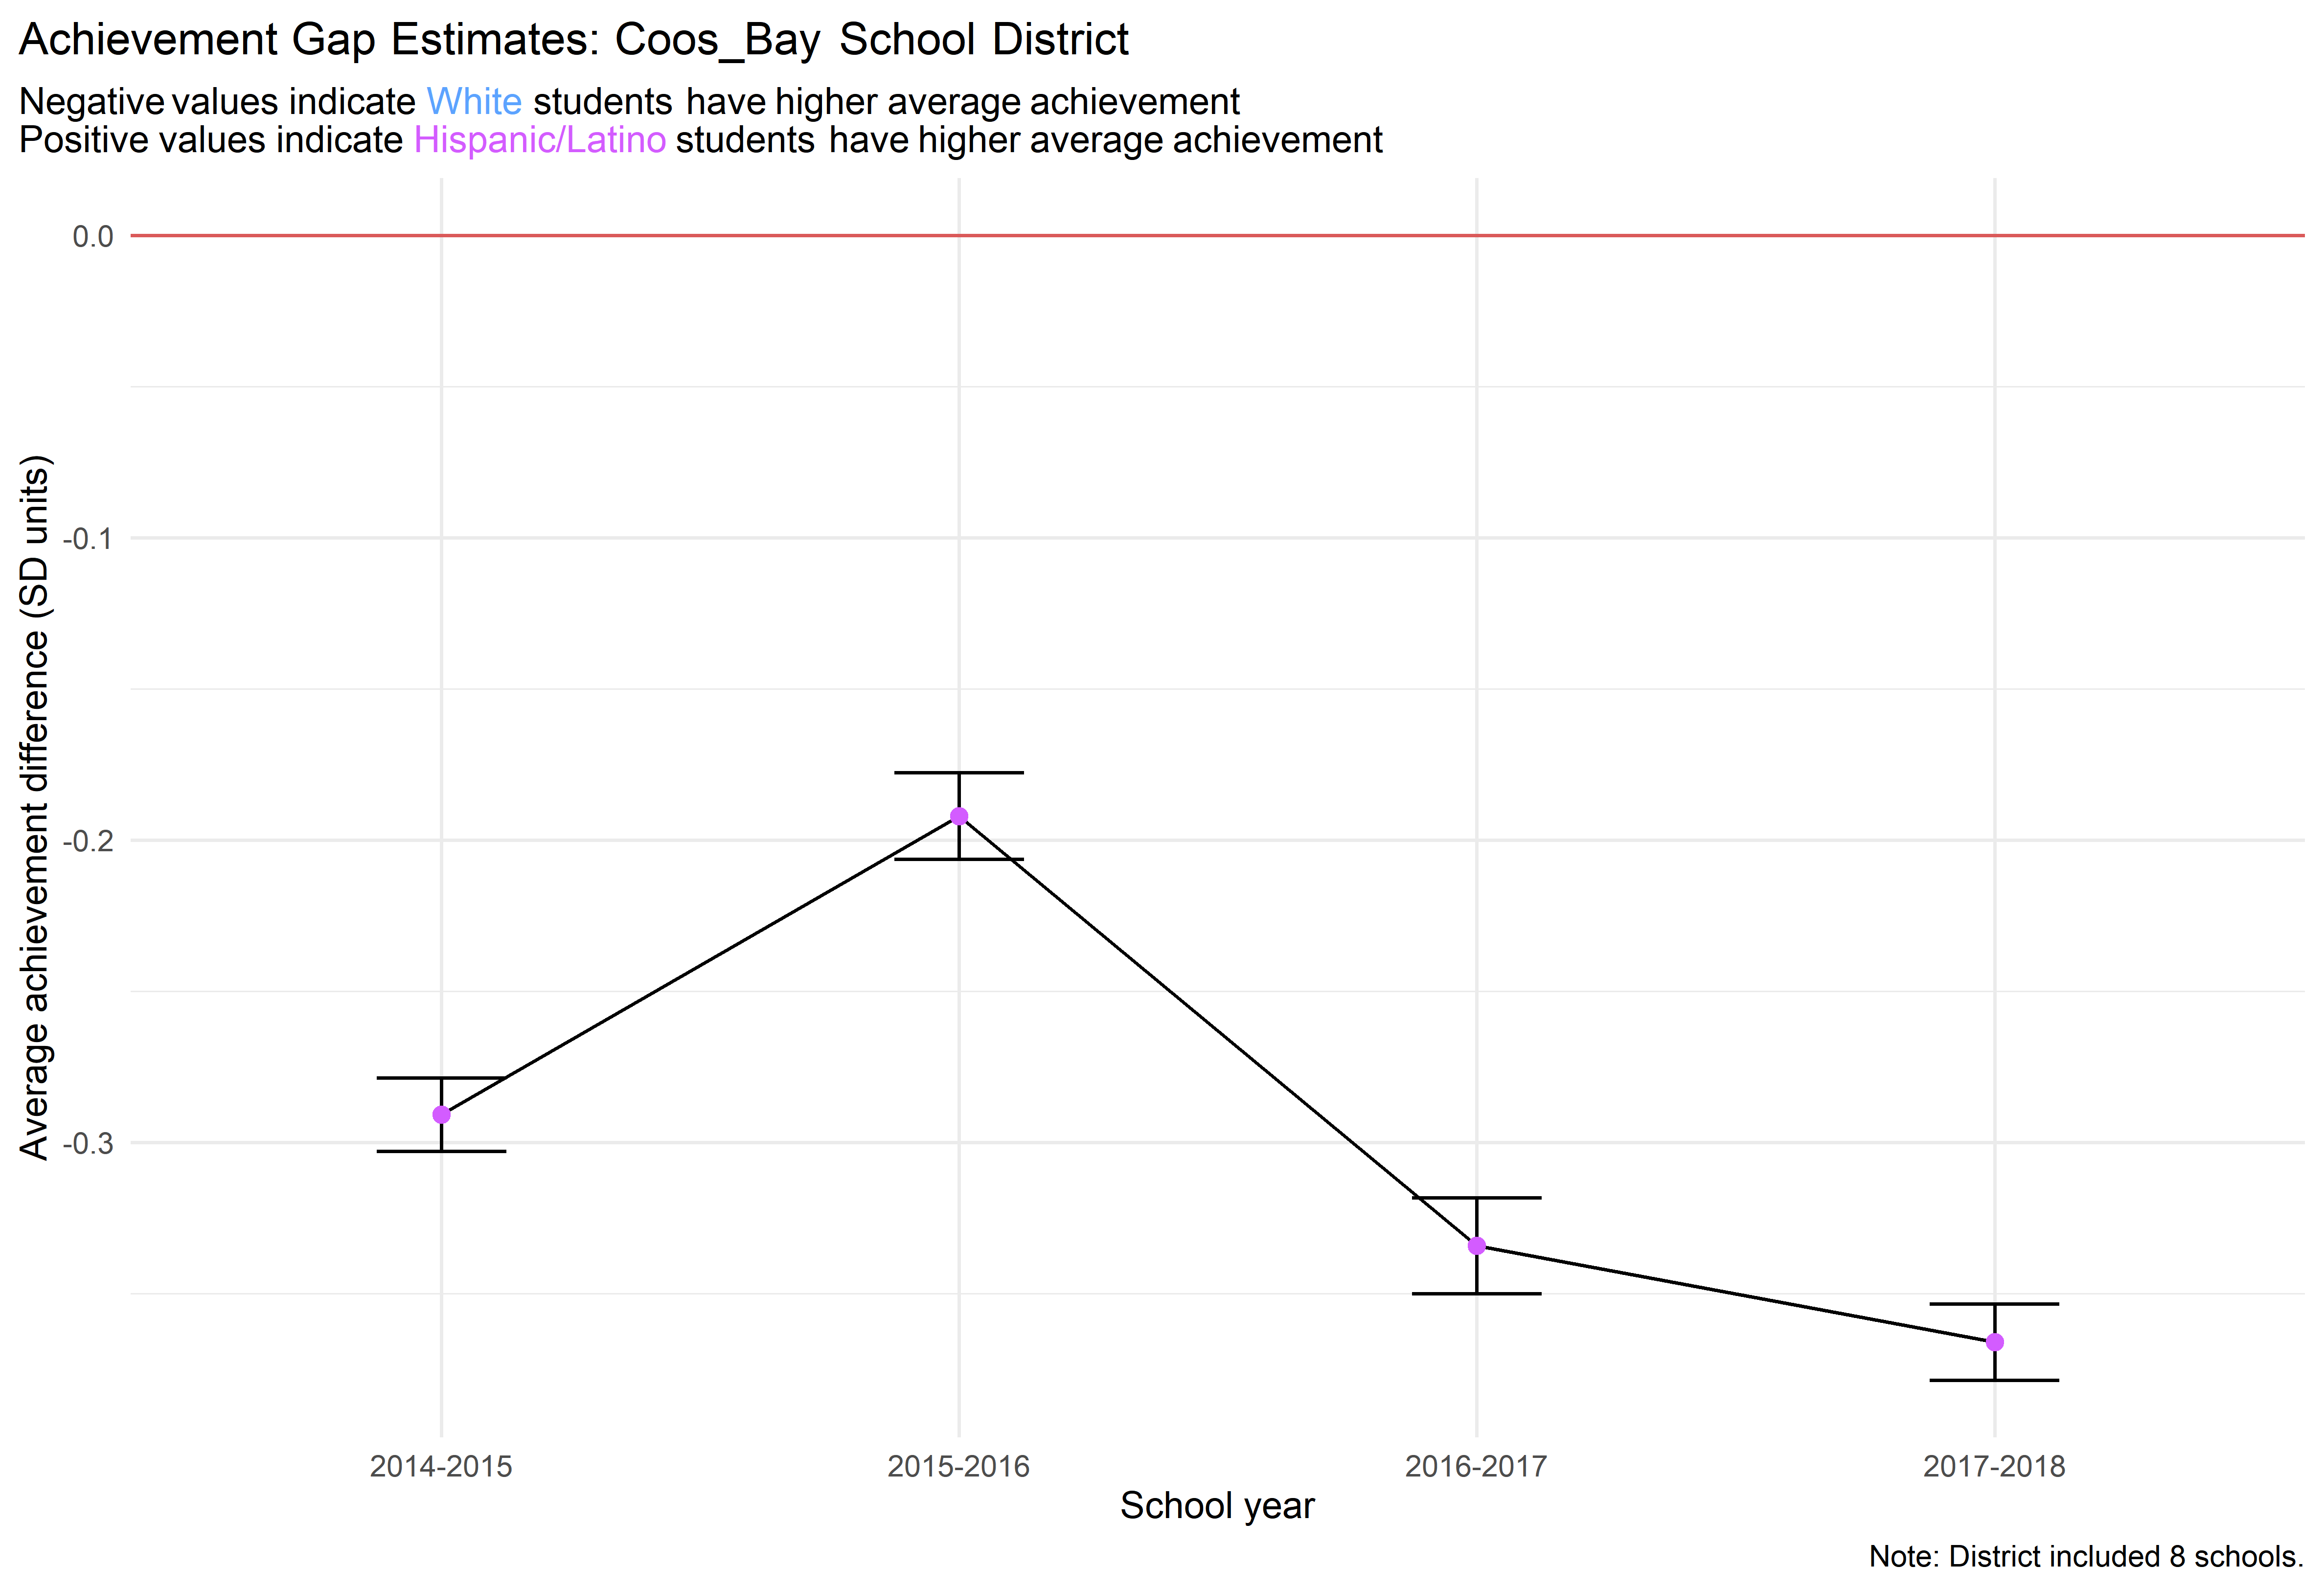 Achievement Gap Estimates: Coos_Bay School District
Negative values indicate White students have higher average achievement
Positive values indicate Hispanic/Latino students have higher average achievement
Average achievement difference (SD units)
0.0
-0.1
-0.2
-0.3
2014-2015
2015-2016
2016-2017
2017-2018
School year
Note: District included 8 schools.